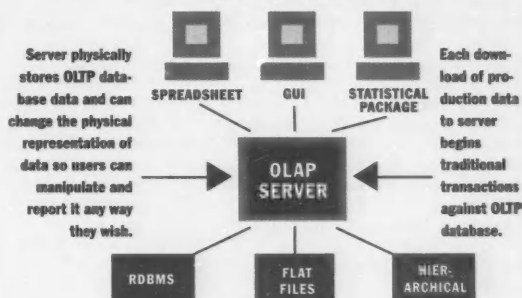 Server physically
stores OLTP data-
base data and can
change the physical
representation of
data so users can
manipulate and
report it any way
they wish.
SPREADSHEET
GUI
STATISTICAL
PACKAGE
Each down-
load of pro-
duction data
to server
begins
traditional
transactions
against OLTP
database.
OLAP
SERVER
RDBMS
FLAT
FILES
HIER-
ARCHICAL